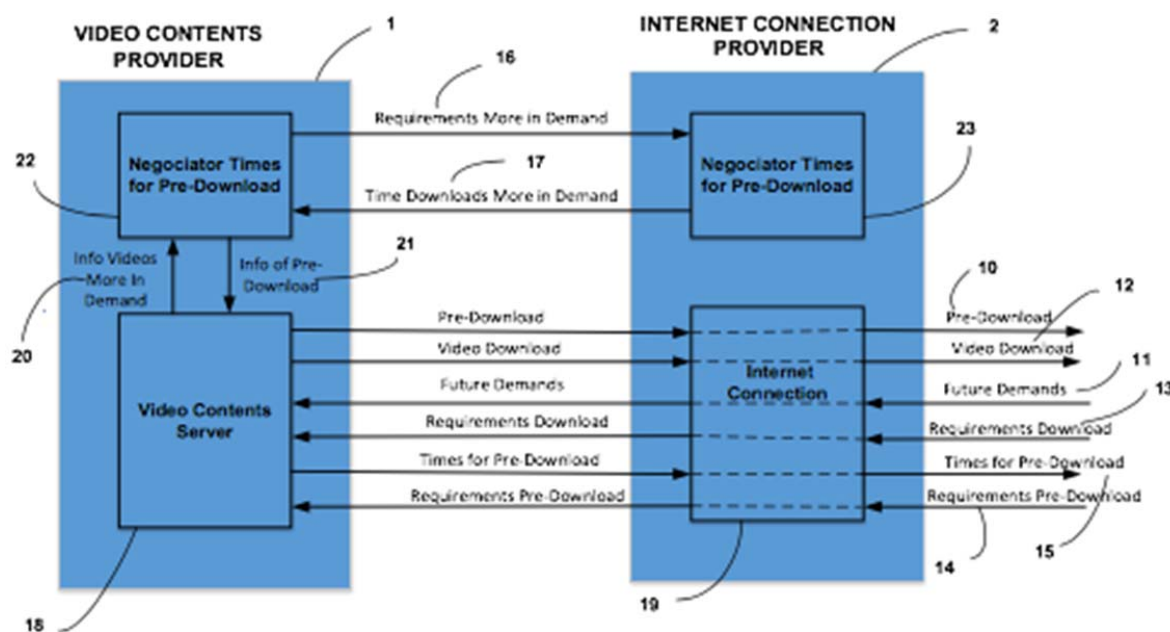 VIDEO CONTENTS
PROVIDER
1
INTERNET CONNECTION
PROVIDER
2
16
Requirements More in Demand
22
Negociator Times
for Pre-Download
17
Time Downloads More in Demand
Negociator Times
for Pre-Download
23
Info Videos
More In
Demand
20
Info of Pre-
Download
21
10
12
Pre-Download
Pre-Download
Video Download
Video Download
Internet
Connection
Future Demands
Future Demands
11
13
Video Contents
Server
Requirements Download
Requirements Download
Times for Pre-Download
Times for Pre-Download
Requirements Pre-Download
Requirements Pre-Download
14
15
18
19